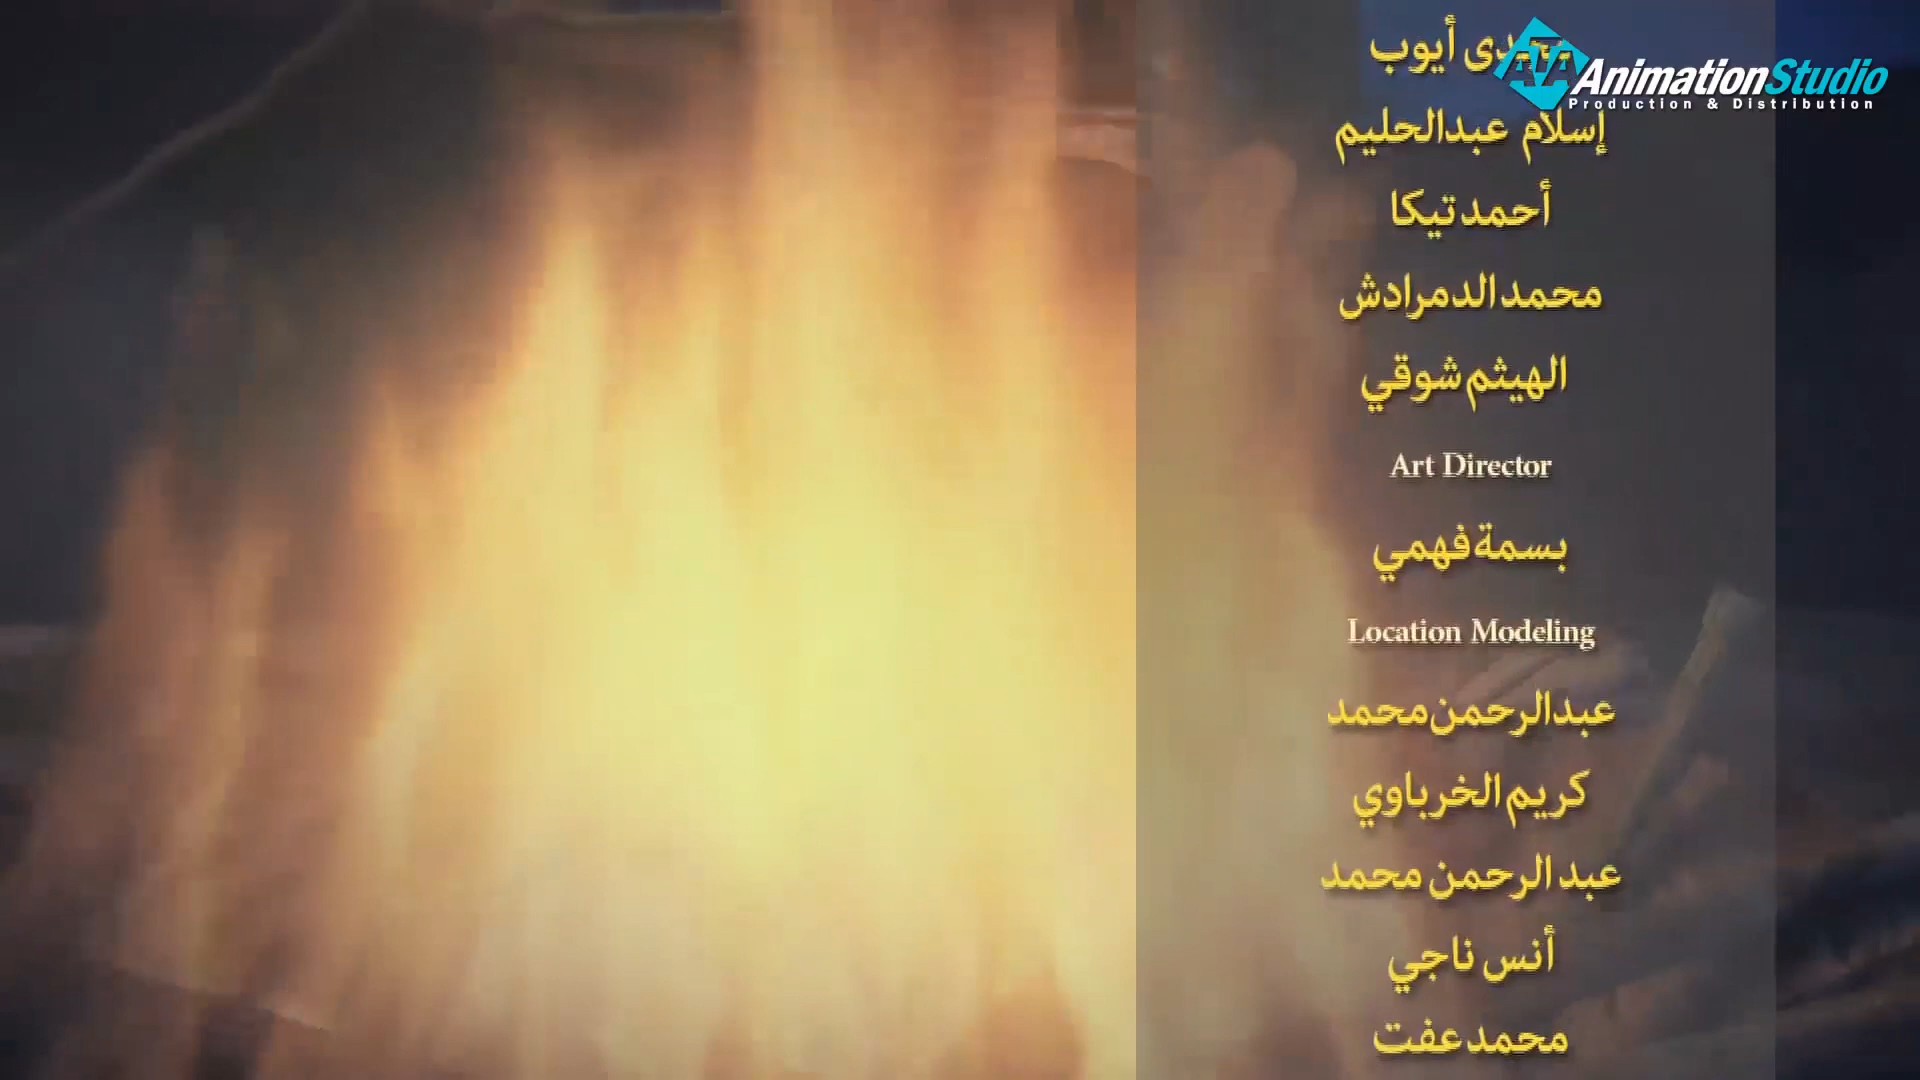 أيوب
ATA AnimationStudio
Production & Distribution
إسلام عبدالحليم
أحمد تيكا
محمد الدمرادش
الهيثم شوقي
Art Director
بسمة فهمي
Location Modeling
عبدالرحمن محمد
كريم الخرباوي
عبد الرحمن محمد
أنس ناجي
محمد عفت